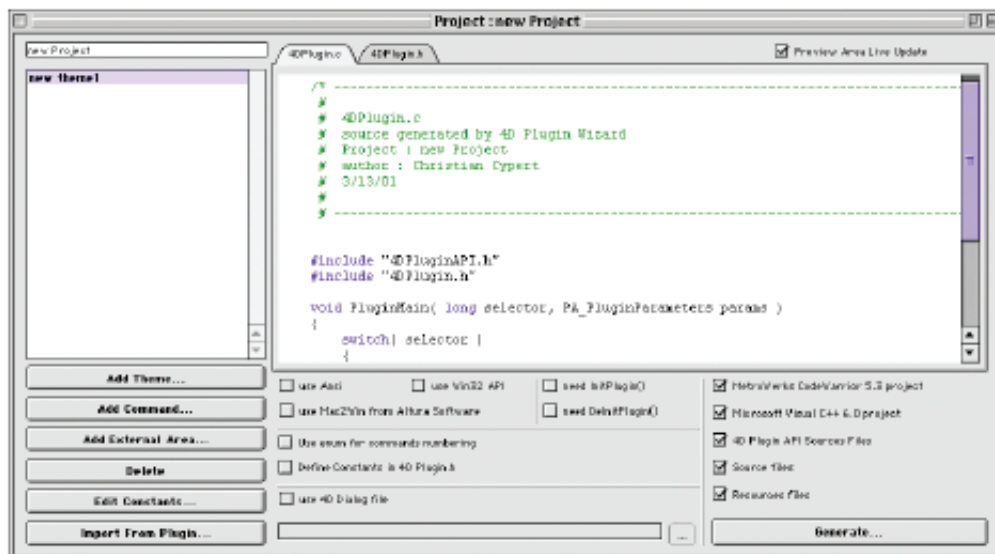 Project : new Project
new Project
4DPlugin.c
4DPlugin.h
Preview Area Live Update
new theme1
/* ----------------------------------------------------------------
#
# 4DPlugin.c
# source generated by 4D Plugin Wizard
# Project : new Project
# author : Christian Cypert
# 3/13/01
#
# ----------------------------------------------------------------
#include "4DPluginAPI.h"
#include "4DPlugin.h"
void PluginMain( long selector, PA_PluginParameters params )
{
switch( selector )
{
Add Theme...
Add Command...
Add External Area...
Delete
Edit Constants...
Import From Plugin...
use Ansi
use Win32 API
need InitPlugin()
use Mac2Win from Altura Software
need DeinitPlugin()
Use enum for commands numbering
Define Constants in 4D Plugin.h
use 4D Dialog file
...
MetroWerks CodeWarrior 5.3 project
Microsoft Visual C++ 6.0 project
4D Plugin API Sources Files
Source files
Resources files
Generate...